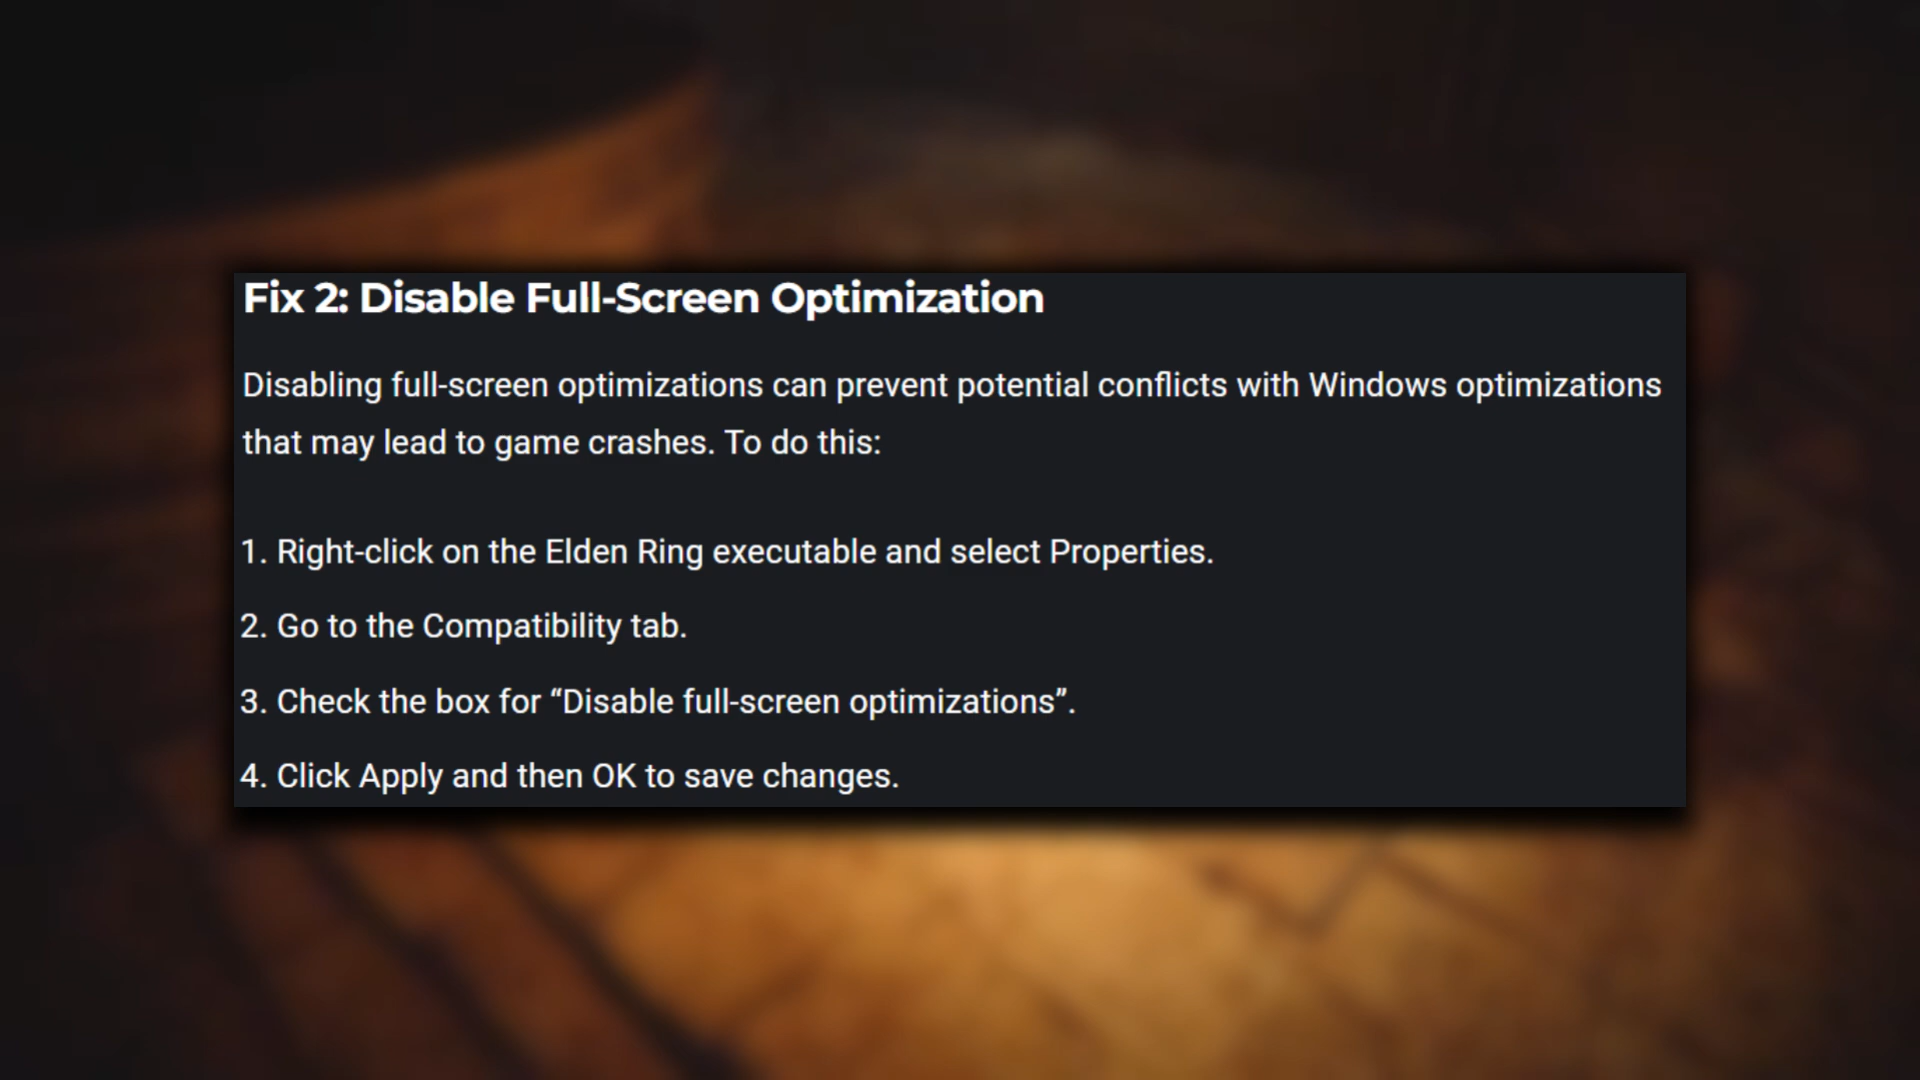 Fix 2: Disable Full-Screen Optimization
Disabling full-screen optimizations can prevent potential conflicts with Windows optimizations
that may lead to game crashes. To do this:
1. Right-click on the Elden Ring executable and select Properties.
2. Go to the Compatibility tab.
3. Check the box for “Disable full-screen optimizations”.
4. Click Apply and then OK to save changes.